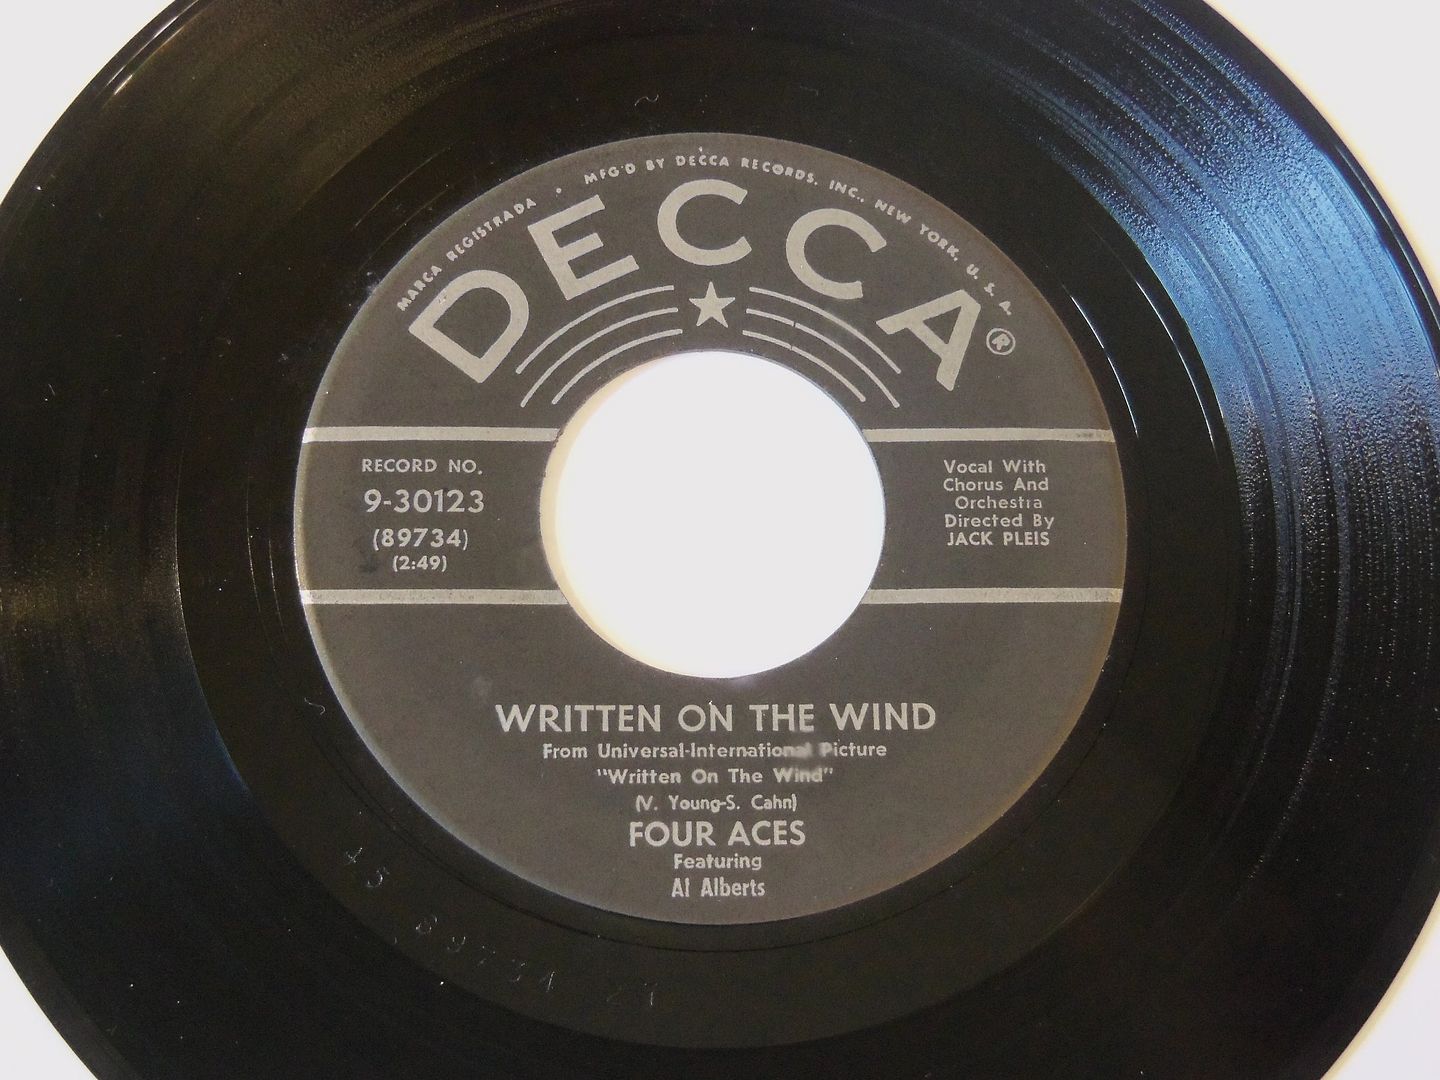 MARCA REGISTRADA • MFG'D BY DECCA RECORDS, INC., NEW YORK, U. S. A.
DECCA®
RECORD NO.
9-30123
(89734)
(2:49)
Vocal With
Chorus And
Orchestra
Directed By
JACK PLEIS
WRITTEN ON THE WIND
From Universal-International Picture
"Written On The Wind"
(V. Young-S. Cahn)
FOUR ACES
Featuring
Al Alberts
45 89734